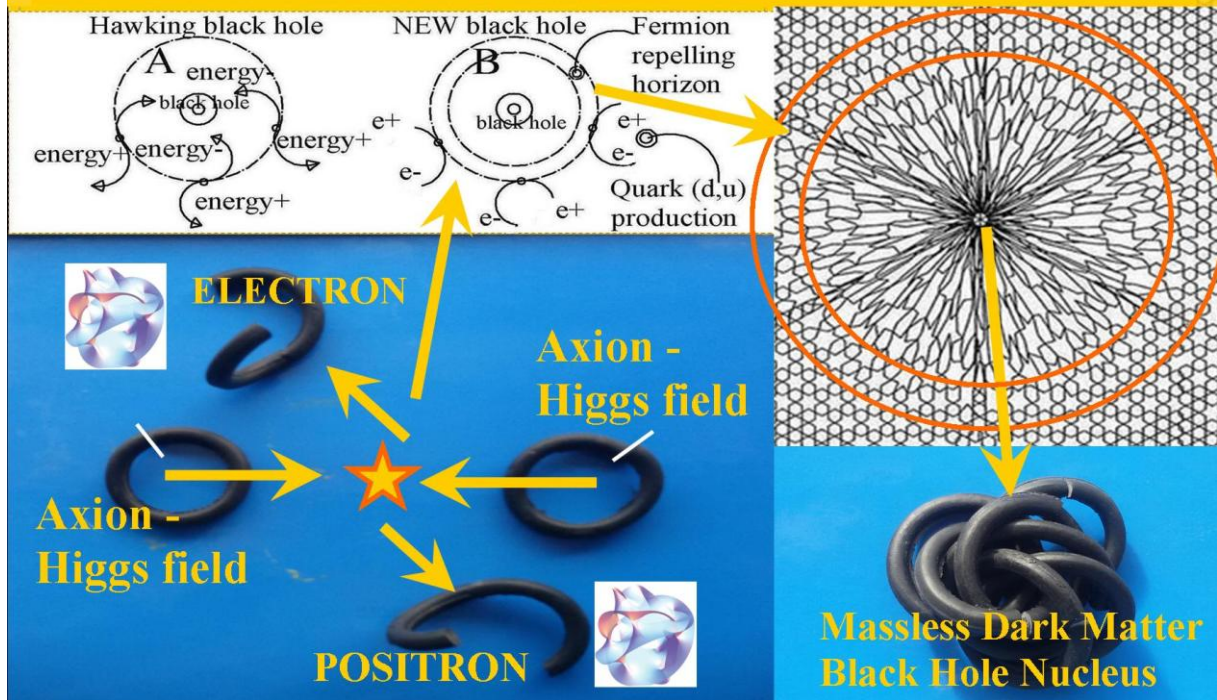 Hawking black hole
A
energy-
black hole
energy+
energy-
energy+
energy+
NEW black hole
B
Fermion
repelling
horizon
black hole
e+
e-
e-
e+
e+
e-
Quark (d,u)
production
ELECTRON
Axion -
Higgs field
Axion -
Higgs field
POSITRON
Massless Dark Matter
Black Hole Nucleus